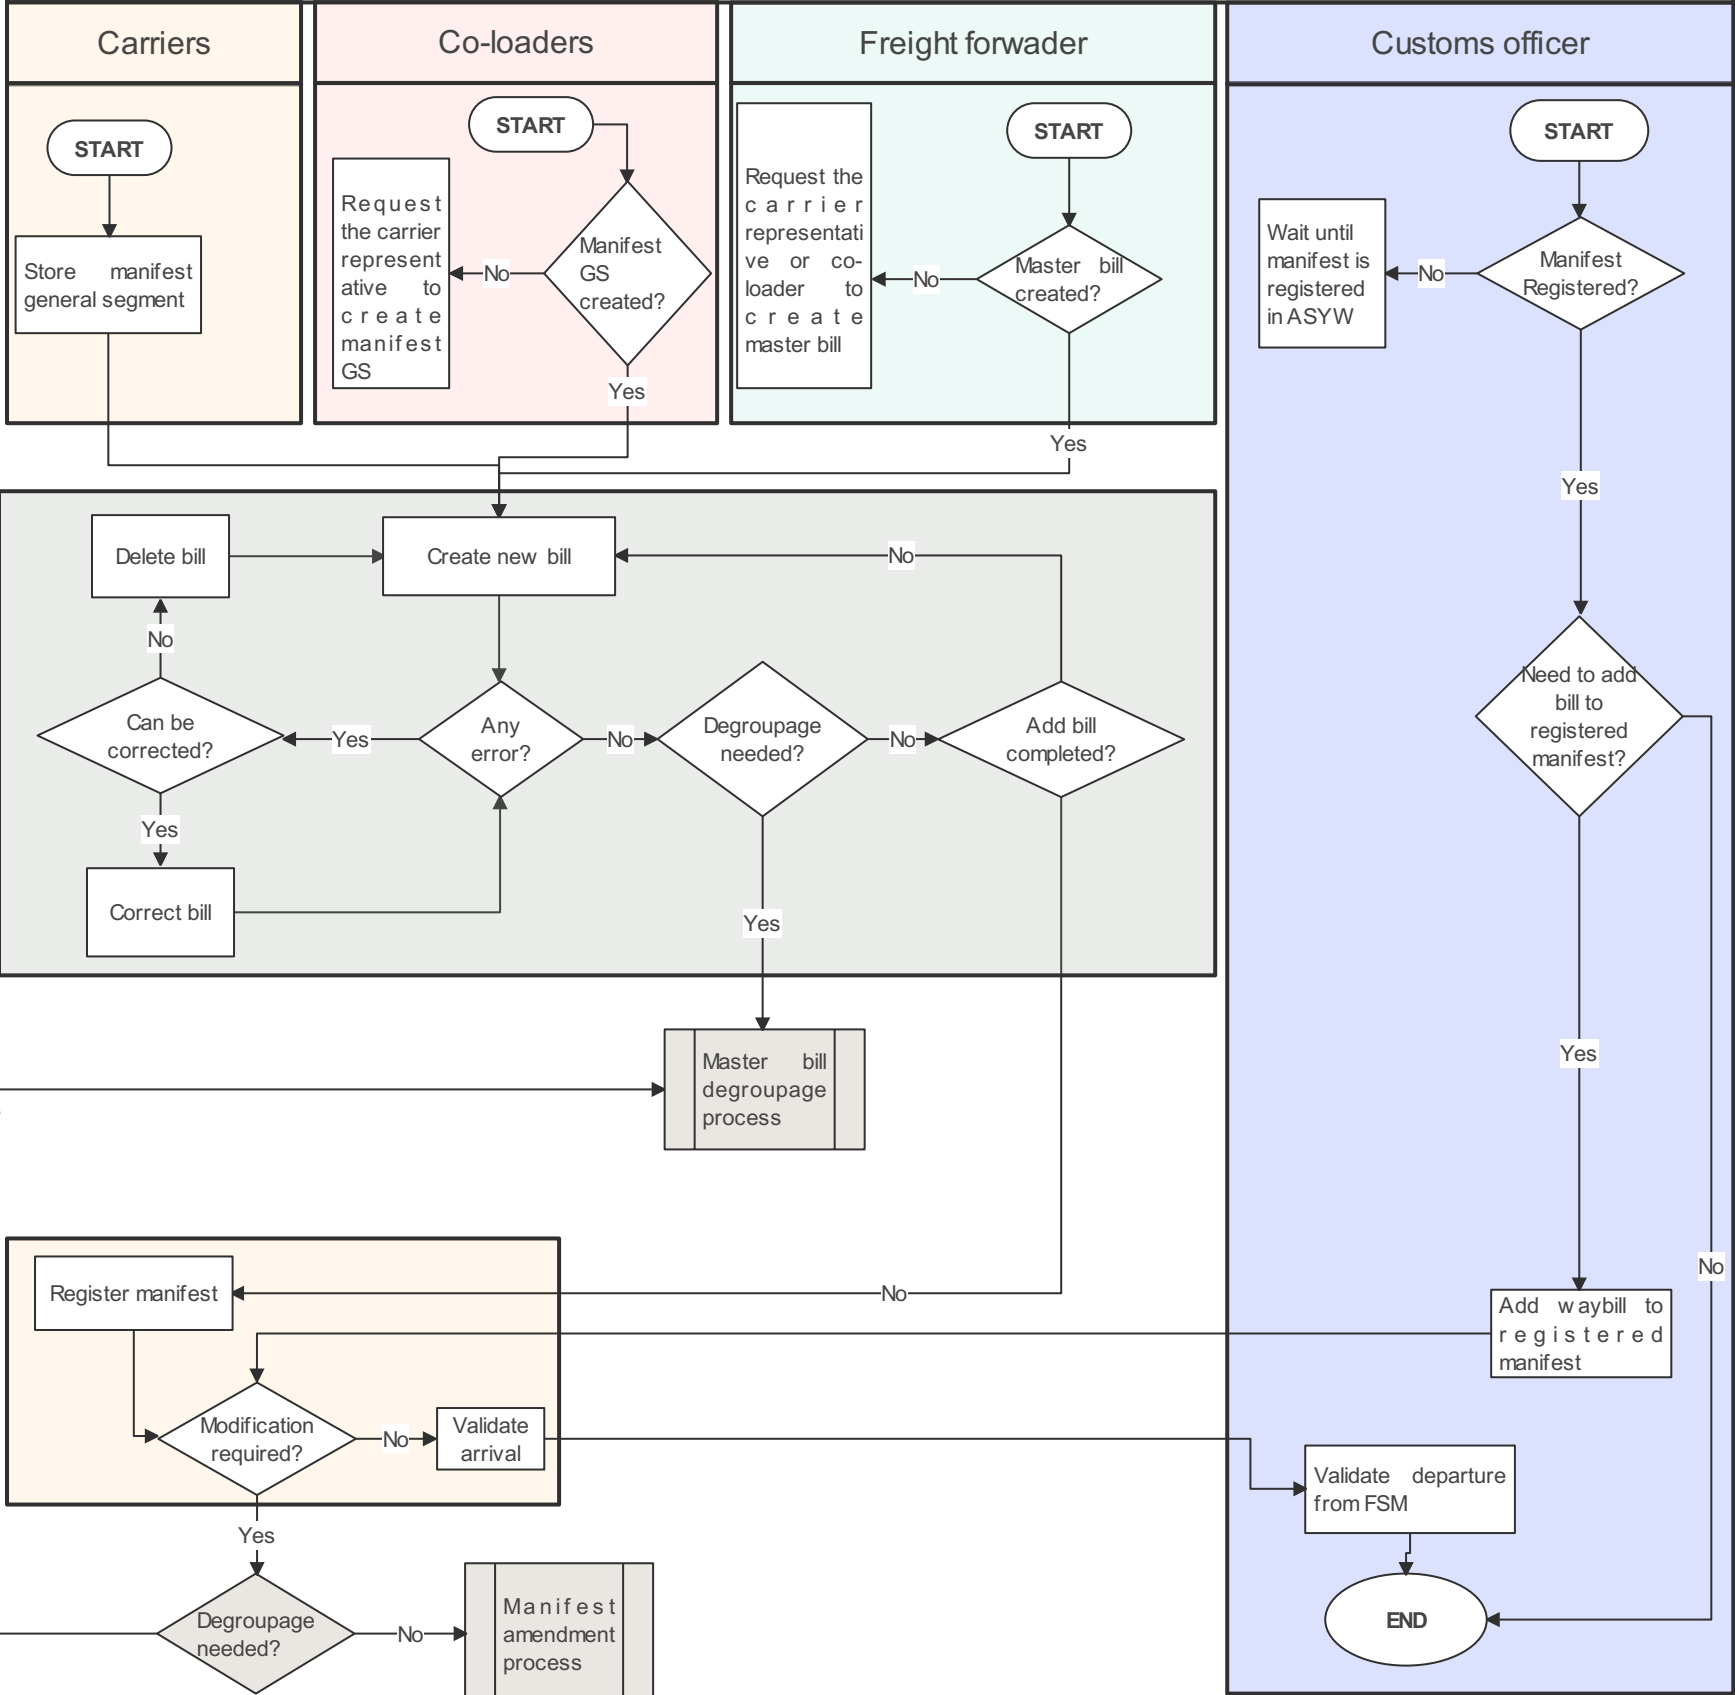 Carriers
Co-loaders
Freight forwader
Customs officer
START
Store manifest
general segment
START
Manifest
GS
created?
No
Request
the carrier
represent
ative to
create
manifest
GS
Yes
START
Master bill
created?
No
Request the
carrier
representati
ve or co-
loader to
create
master bill
Yes
START
Manifest
Registered?
No
Wait until
manifest is
registered
in ASYW
Yes
Need to add
bill to
registered
manifest?
Yes
No
Add waybill to
registered
manifest
Delete bill
Create new bill
No
No
Can be
corrected?
Yes
Any
error?
No
Degroupage
needed?
No
Add bill
completed?
Yes
Correct bill
Yes
Master bill
degroupage
process
Register manifest
No
Modification
required?
No
Validate
arrival
Validate departure
from FSM
Yes
Degroupage
needed?
No
Manifest
amendment
process
END